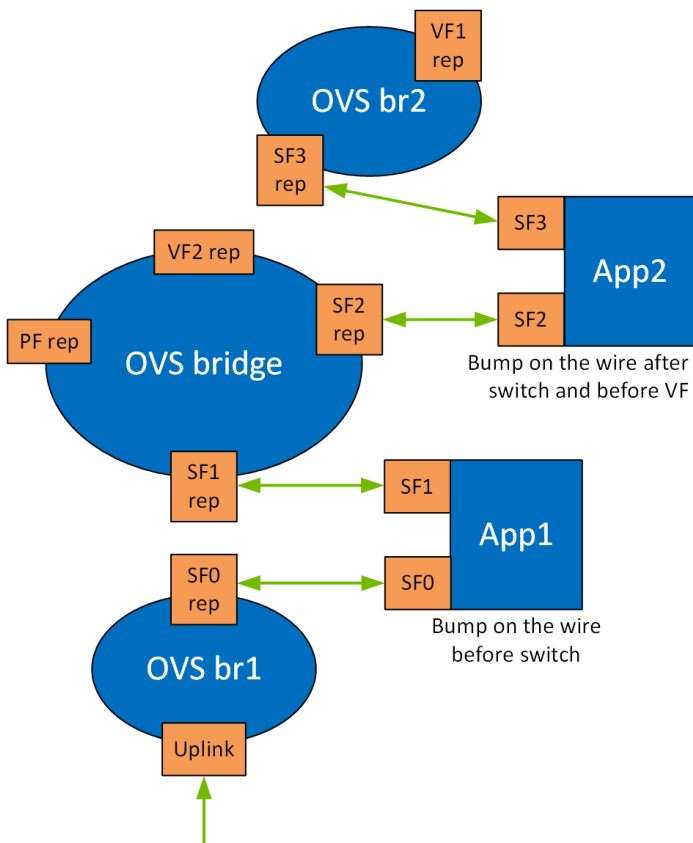 VF1
rep
OVS br2
SF3
rep
SF3
App2
SF2
Bump on the wire after
switch and before VF
VF2 rep
SF2
rep
PF rep
OVS bridge
SF1
rep
SF1
App1
SF0
Bump on the wire
before switch
SF0
rep
OVS br1
Uplink